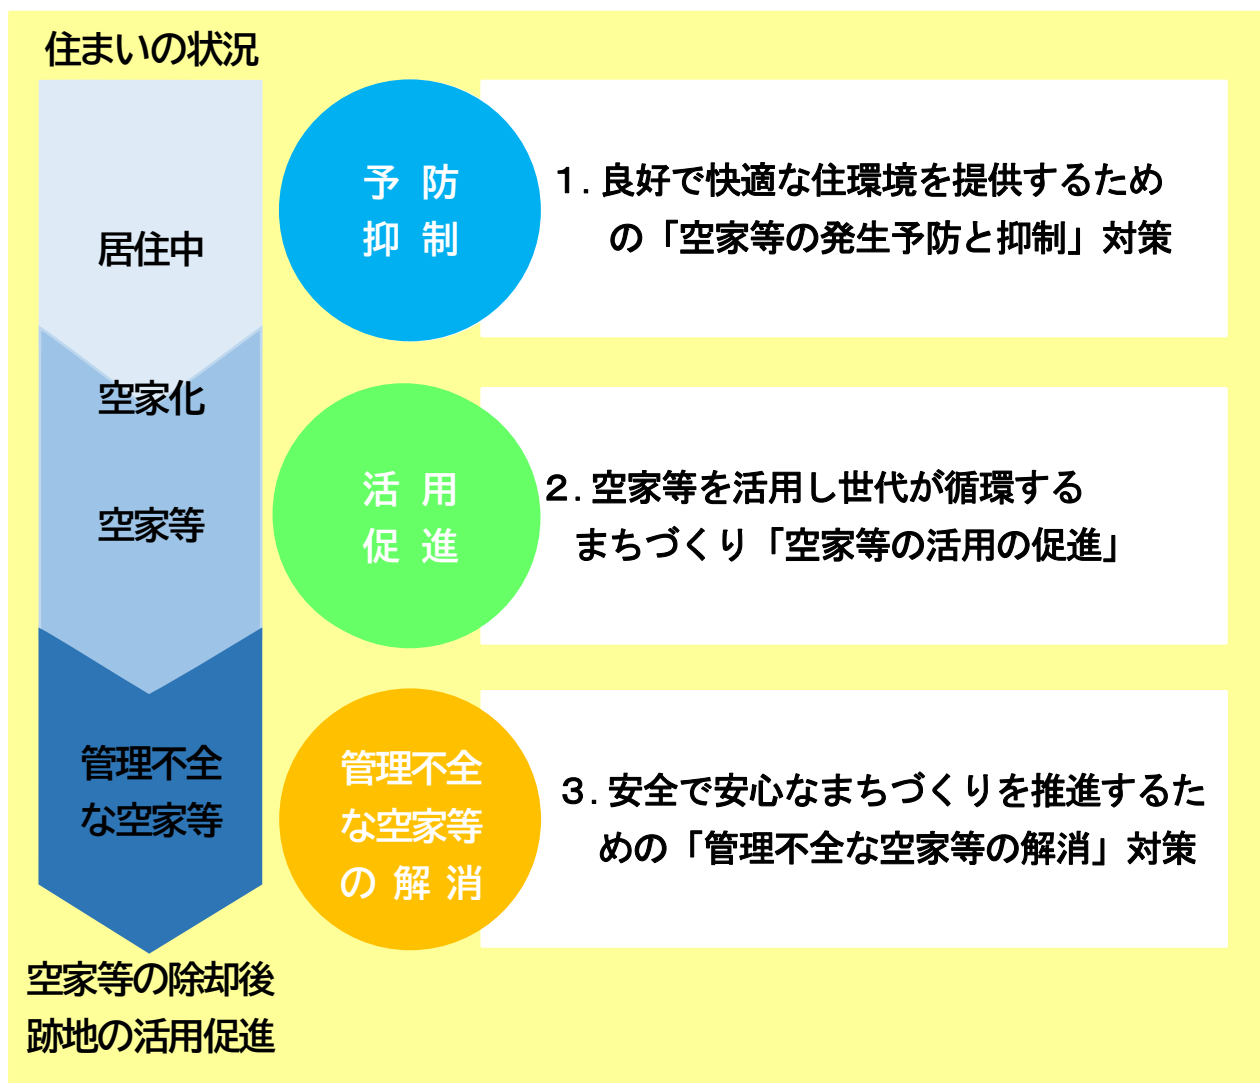 住まいの状況
居住中
予防
抑制
１．良好で快適な住環境を提供するため
の「空家等の発生予防と抑制」対策
空家化
空家等
活用
促進
２．空家等を活用し世代が循環する
まちづくり「空家等の活用の促進」
管理不全
な空家等
管理不全
な空家等
の解消
３．安全で安心なまちづくりを推進するた
めの「管理不全な空家等の解消」対策
空家等の除却後
跡地の活用促進